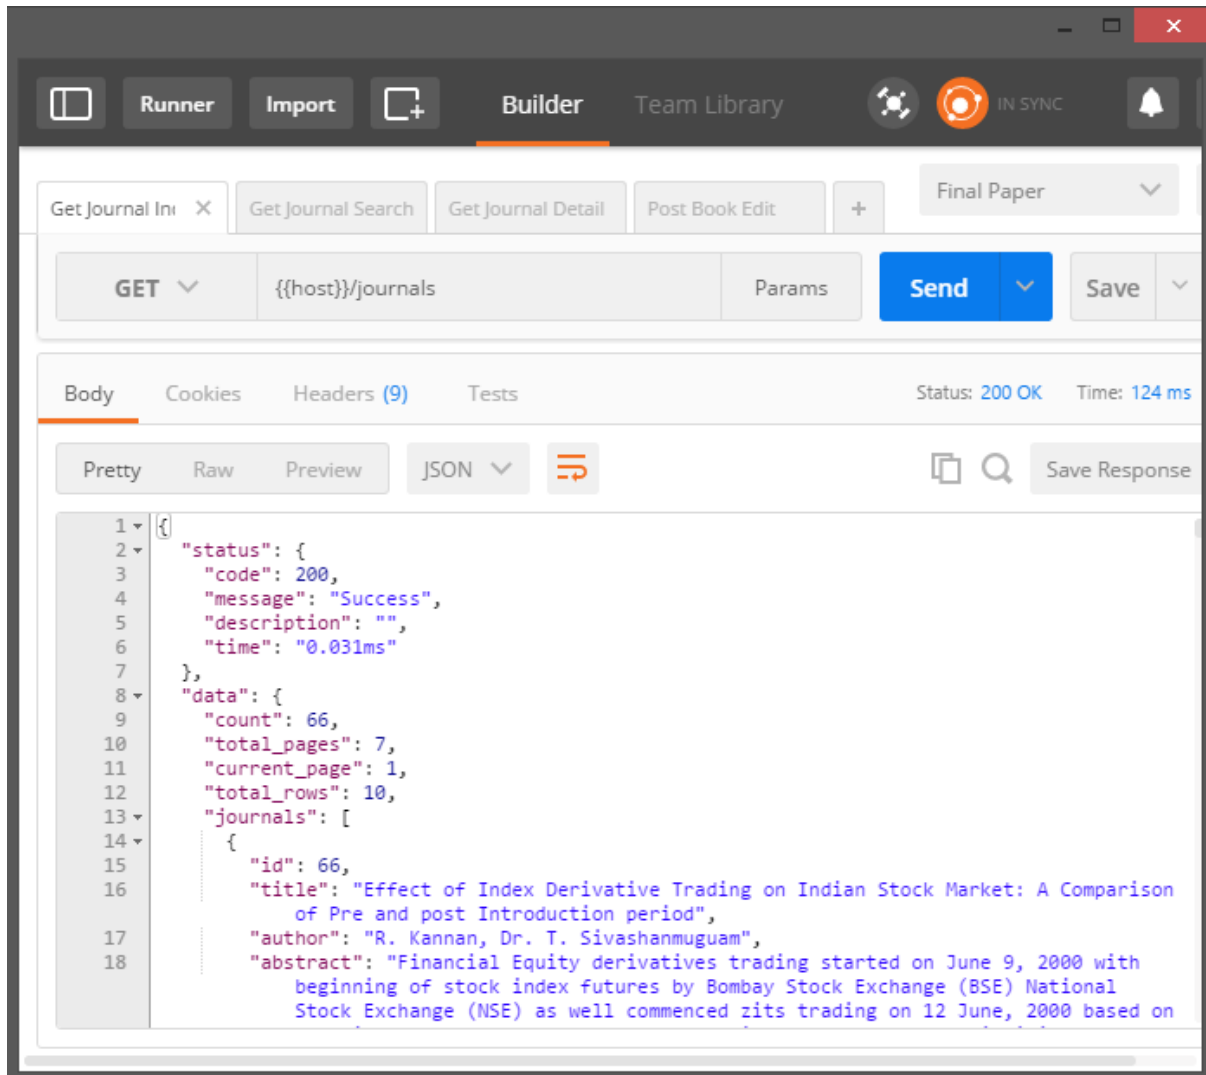 Runner Import Builder Team Library IN SYNC
Get Journal In Get Journal Search Get Journal Detail Post Book Edit + Final Paper
GET {{host}}/journals Params Send Save
Body Cookies Headers (9) Tests Status: 200 OK Time: 124 ms
Pretty Raw Preview JSON Save Response
1 {
2 "status": {
3 "code": 200,
4 "message": "Success",
5 "description": "",
6 "time": "0.031ms"
7 },
8 "data": {
9 "count": 66,
10 "total_pages": 7,
11 "current_page": 1,
12 "total_rows": 10,
13 "journals": [
14 {
15 "id": 66,
16 "title": "Effect of Index Derivative Trading on Indian Stock Market: A Comparison
of Pre and post Introduction period",
17 "author": "R. Kannan, Dr. T. Sivashanmuguam",
18 "abstract": "Financial Equity derivatives trading started on June 9, 2000 with
beginning of stock index futures by Bombay Stock Exchange (BSE) National
Stock Exchange (NSE) as well commenced zits trading on 12 June, 2000 based on